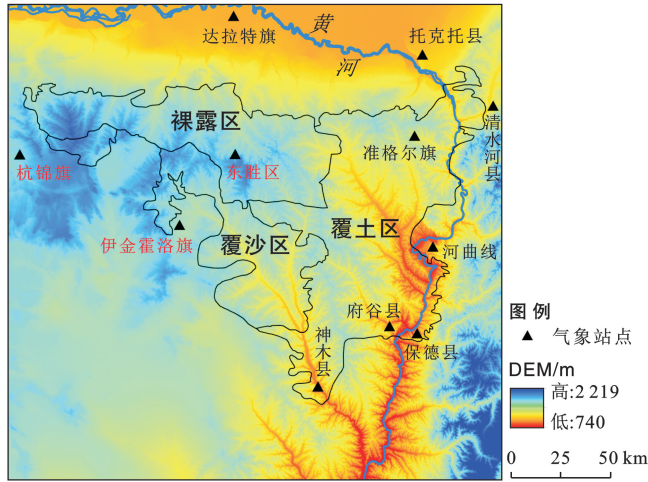 达拉特旗
黄
河
托克托县
裸露区
清水河县
准格尔旗
杭锦旗
东胜区
伊金霍洛旗
覆沙区
覆土区
河曲线
府谷县
保德县
神木县
图 例
气象站点
DEM/m
高:2 219
低:740
0 25 50 km